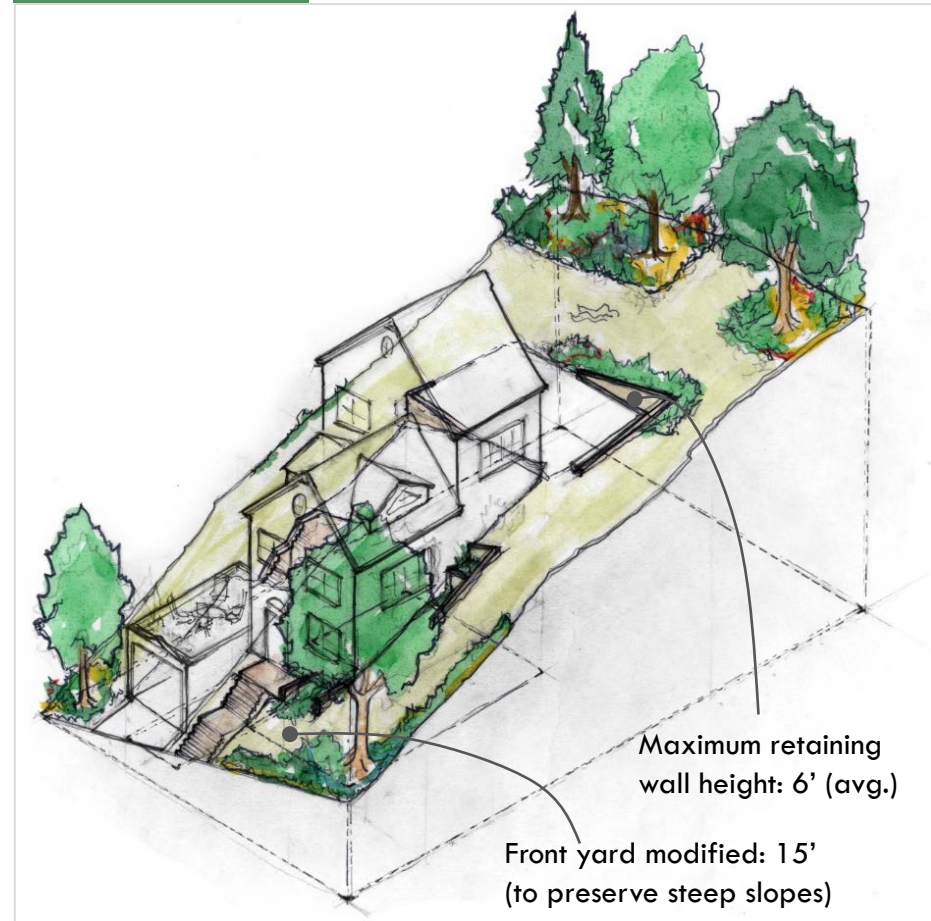 Maximum retaining
wall height: 6’ (avg.)
Front yard modified: 15’
(to preserve steep slopes)